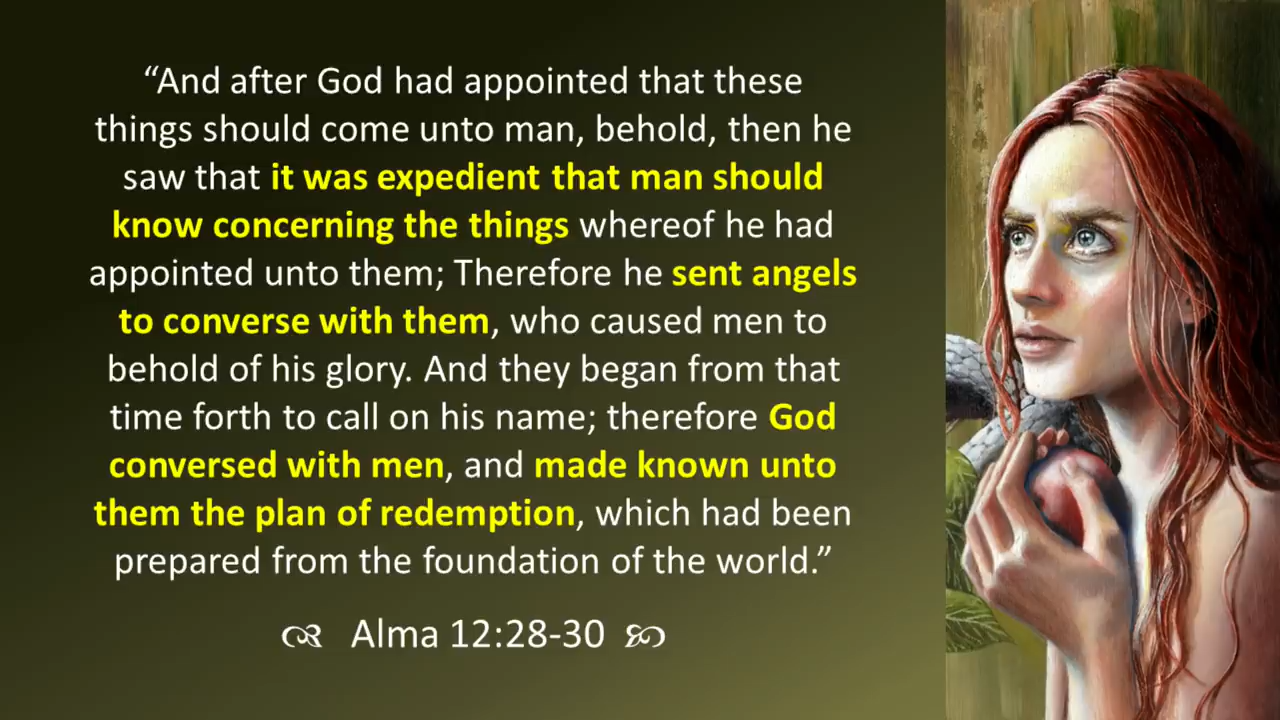 “And after God had appointed that these
things should come unto man, behold, then he
saw that it was expedient that man should
know concerning the things whereof he had
appointed unto them; Therefore he sent angels
to converse with them, who caused men to
behold of his glory. And they began from that
time forth to call on his name; therefore God
conversed with men, and made known unto
them the plan of redemption, which had been
prepared from the foundation of the world.”
Alma 12:28-30